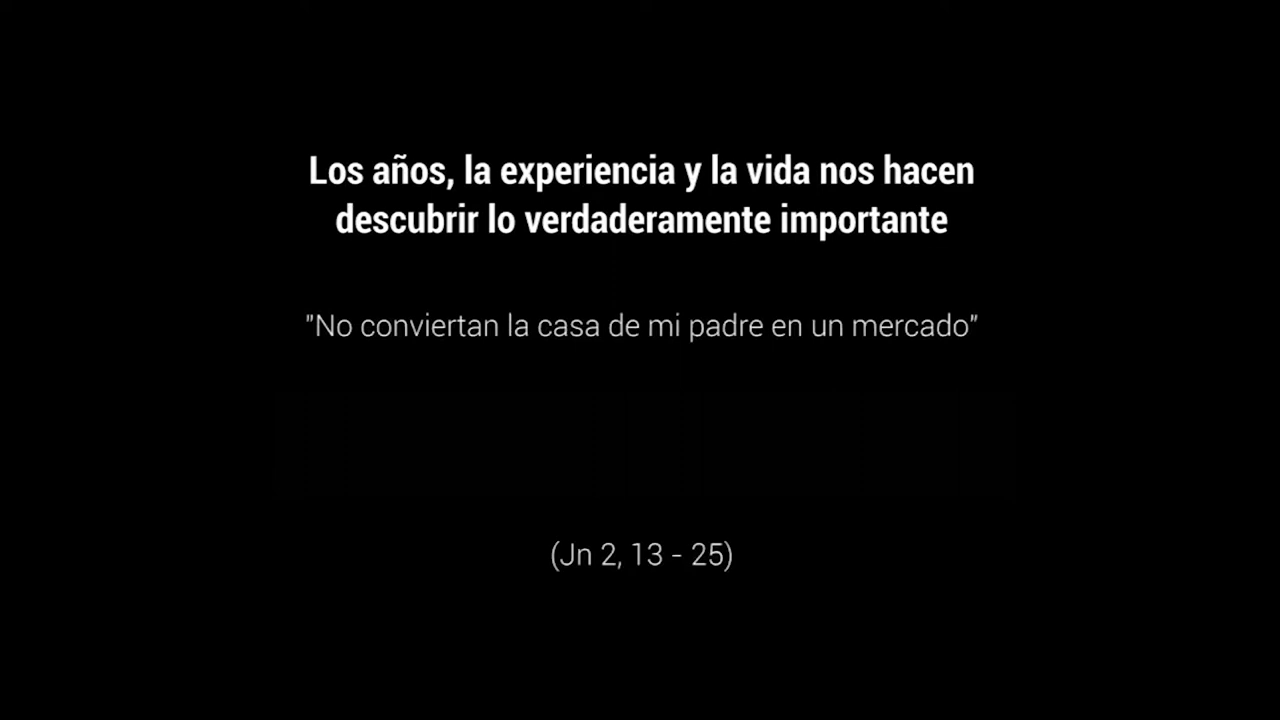 Los años, la experiencia y la vida nos hacen
descubrir lo verdaderamente importante
"No conviertan la casa de mi padre en un mercado"
(Jn 2, 13 - 25)